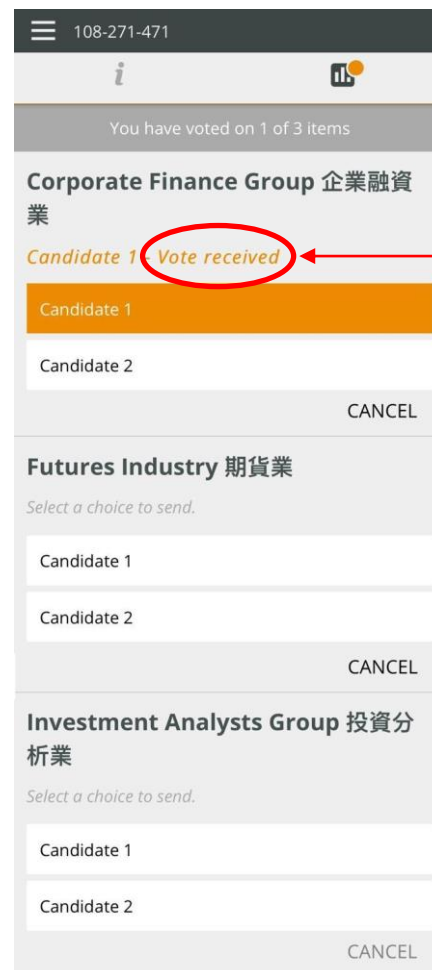 108-271-471
i
You have voted on 1 of 3 items
Corporate Finance Group 企業融資
業
Candidate 1 - Vote received
Candidate 1
Candidate 2
CANCEL
Futures Industry 期貨業
Select a choice to send.
Candidate 1
Candidate 2
CANCEL
Investment Analysts Group 投資分
析業
Select a choice to send.
Candidate 1
Candidate 2
CANCEL